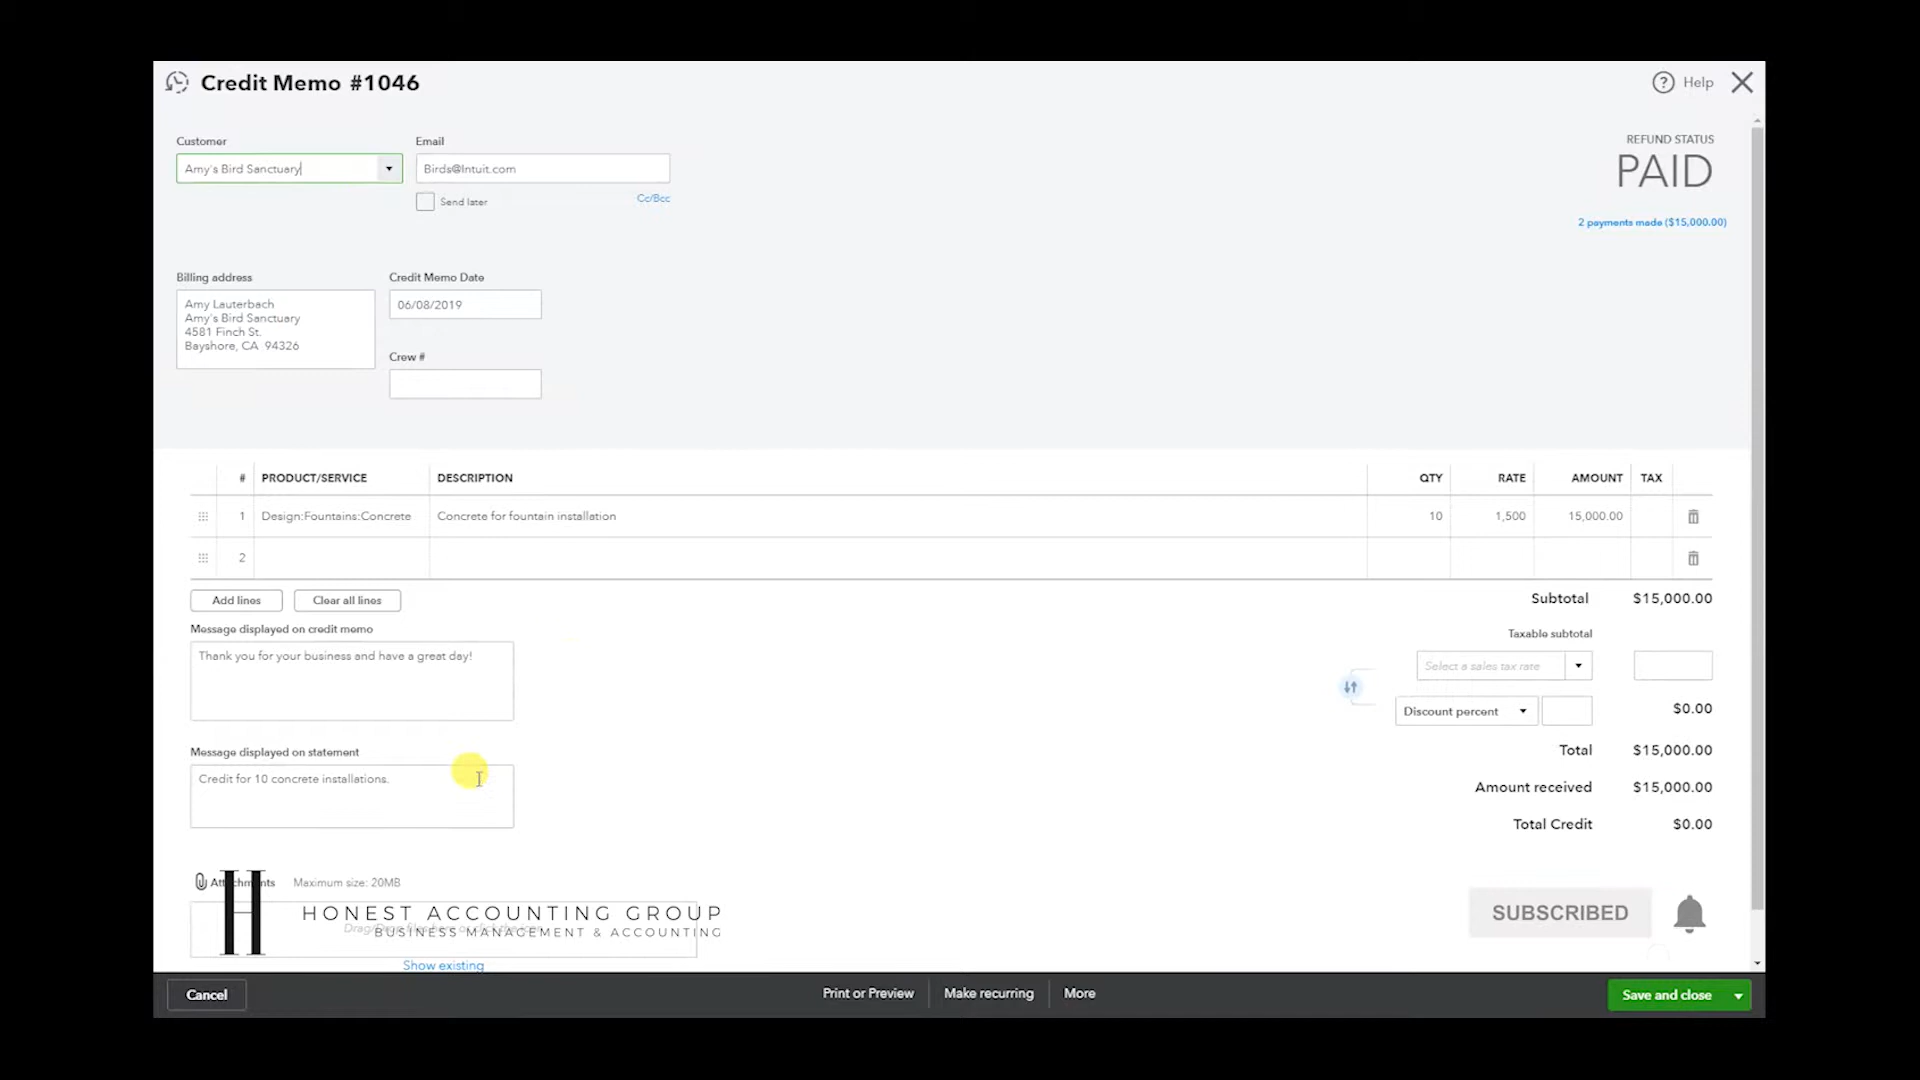 Credit Memo #1046
Help
Customer
Email
REFUND STATUS
Amy's Bird Sanctuary
Birds@Intuit.com
PAID
Send later
Cc/Bcc
2 payments made ($15,000.00)
Billing address
Credit Memo Date
Amy Lauterbach
Amy's Bird Sanctuary
4581 Finch St.
Bayshore, CA 94326
06/08/2019
Crew #
# PRODUCT/SERVICE DESCRIPTION QTY RATE AMOUNT TAX
1 Design:Fountains:Concrete Concrete for fountain installation 10 1,500 15,000.00
2
Add lines
Clear all lines
Subtotal $15,000.00
Message displayed on credit memo
Taxable subtotal
Thank you for your business and have a great day!
Select a sales tax rate
Discount percent
$0.00
Message displayed on statement
Total $15,000.00
Credit for 10 concrete installations.
Amount received $15,000.00
Total Credit $0.00
Attachments Maximum size: 20MB
H
HONEST ACCOUNTING GROUP
BUSINESS MANAGEMENT & ACCOUNTING
SUBSCRIBED
Show existing
Cancel
Print or Preview
Make recurring
More
Save and close